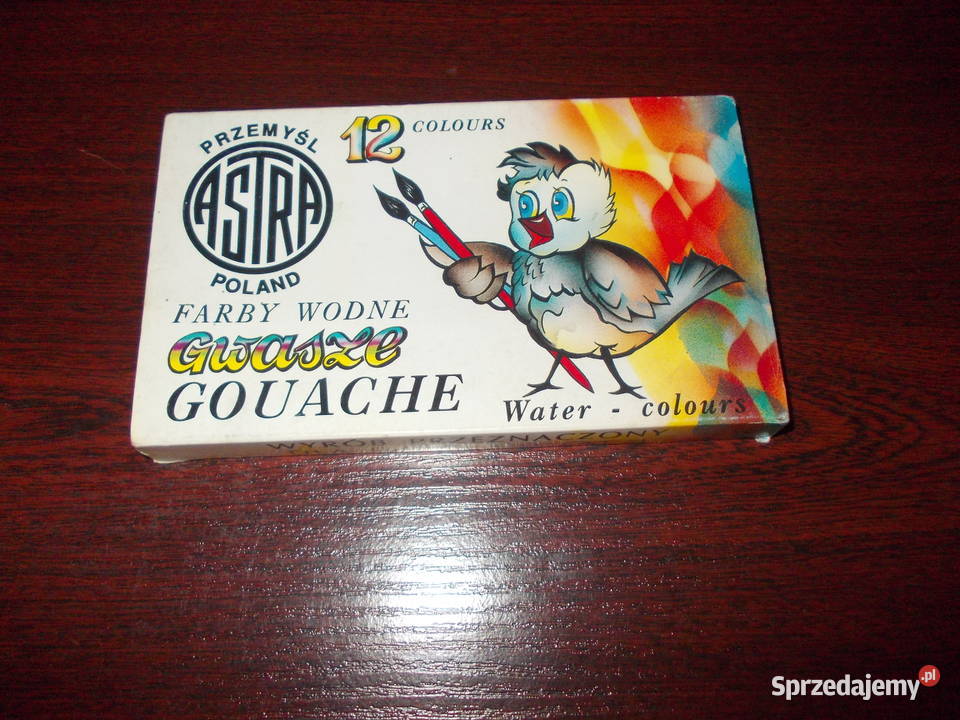 PRZEMYŚL
ASTRA
POLAND
12 COLOURS
FARBY WODNE
Gwasze
GOUACHE
Water - colours
WYRÓB PRZEZNACZONY
Sprzedajemy.pl